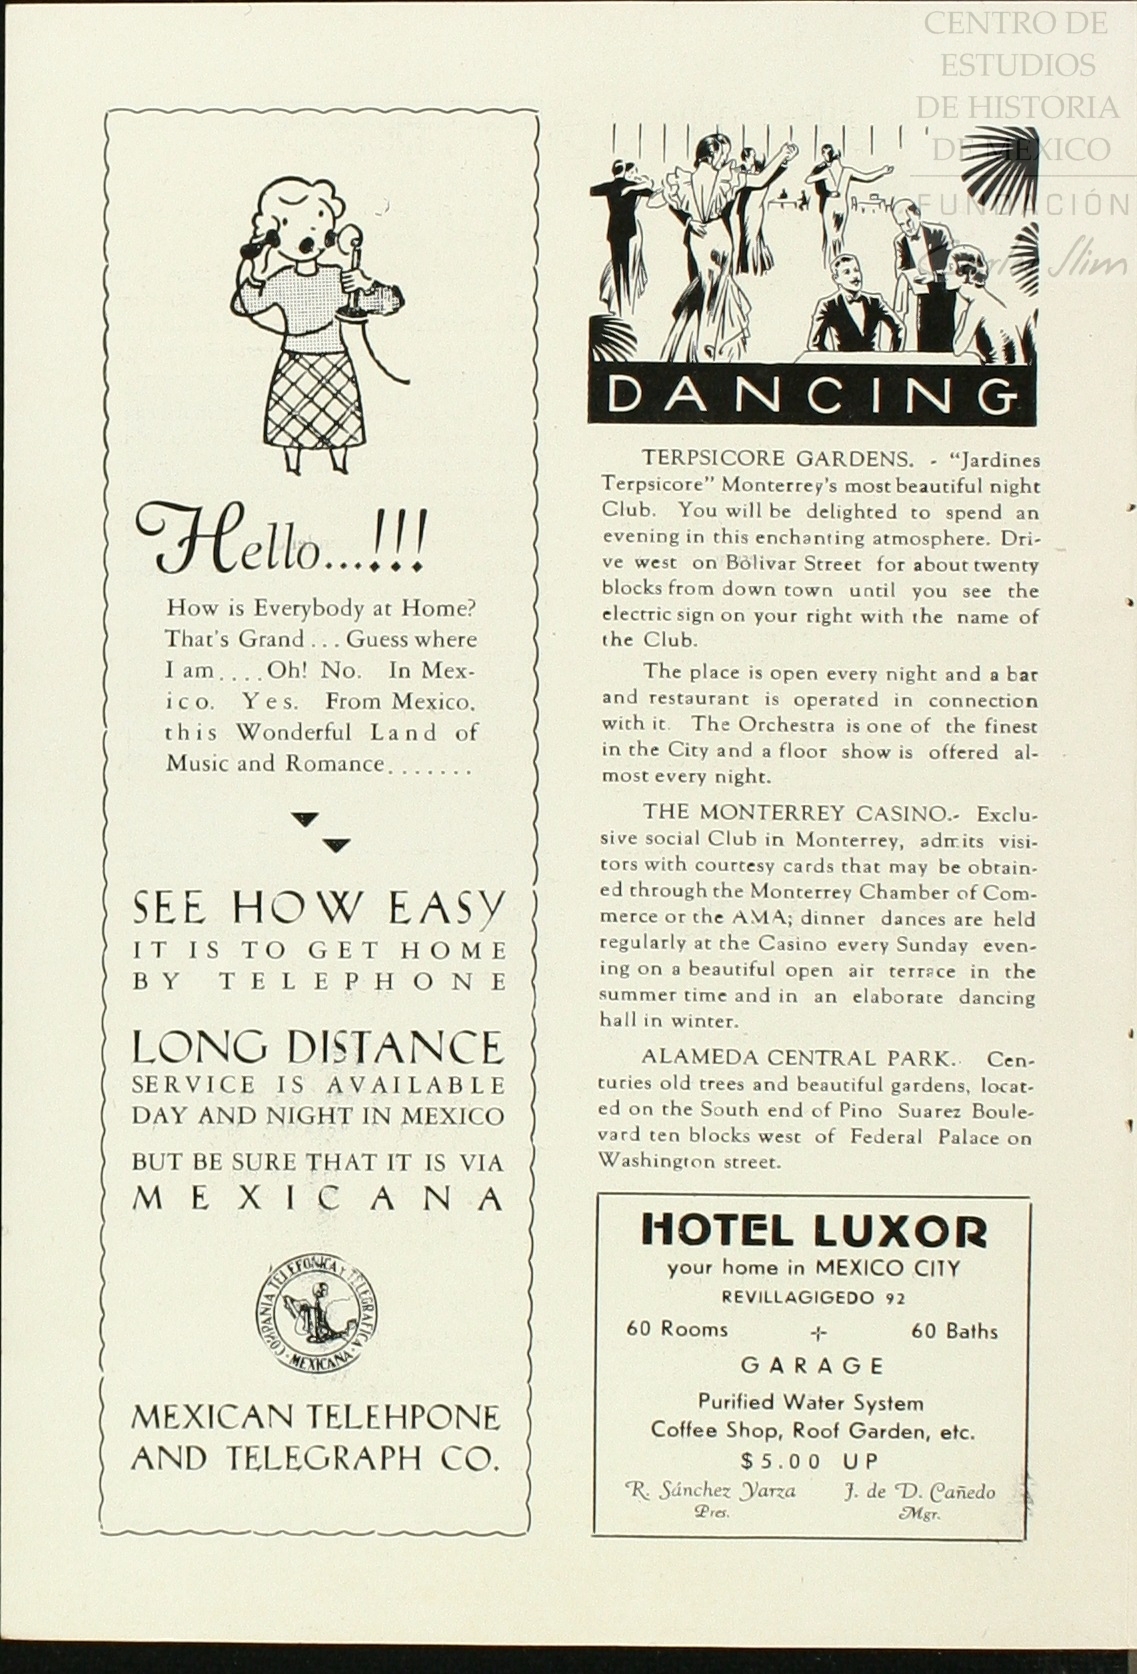 CENTRO DE
ESTUDIOS
DE HISTORIA
DE MEXICO
FUNDACIÓN
Carlos Slim
Hello...!!!
How is Everybody at Home?
That's Grand ... Guess where
I am .... Oh! No. In Mex-
ico. Yes. From Mexico,
this Wonderful Land of
Music and Romance.......
SEE HOW EASY
IT IS TO GET HOME
BY TELEPHONE
LONG DISTANCE
SERVICE IS AVAILABLE
DAY AND NIGHT IN MEXICO
BUT BE SURE THAT IT IS VIA
MEXICANA
COMPAÑIA TELEFONICA Y TELEGRAFICA
MEXICANA
MEXICAN TELEHPONE
AND TELEGRAPH CO.
DANCING
TERPSICORE GARDENS. - "Jardines
Terpsicore" Monterrey's most beautiful night
Club. You will be delighted to spend an
evening in this enchanting atmosphere. Dri-
ve west on Bolivar Street for about twenty
blocks from down town until you see the
electric sign on your right with the name of
the Club.
The place is open every night and a bar
and restaurant is operated in connection
with it. The Orchestra is one of the finest
in the City and a floor show is offered al-
most every night.
THE MONTERREY CASINO.- Exclu-
sive social Club in Monterrey, admits visi-
tors with courtesy cards that may be obtain-
ed through the Monterrey Chamber of Com-
merce or the AMA; dinner dances are held
regularly at the Casino every Sunday even-
ing on a beautiful open air terrace in the
summer time and in an elaborate dancing
hall in winter.
ALAMEDA CENTRAL PARK. Cen-
turies old trees and beautiful gardens, locat-
ed on the South end of Pino Suarez Boule-
vard ten blocks west of Federal Palace on
Washington street.
HOTEL LUXOR
your home in MEXICO CITY
REVILLAGIGEDO 92
60 Rooms 60 Baths
GARAGE
Purified Water System
Coffee Shop, Roof Garden, etc.
$5.00 UP
R. Sánchez Yarza J. de D. Cañedo
Pres. Mgr.